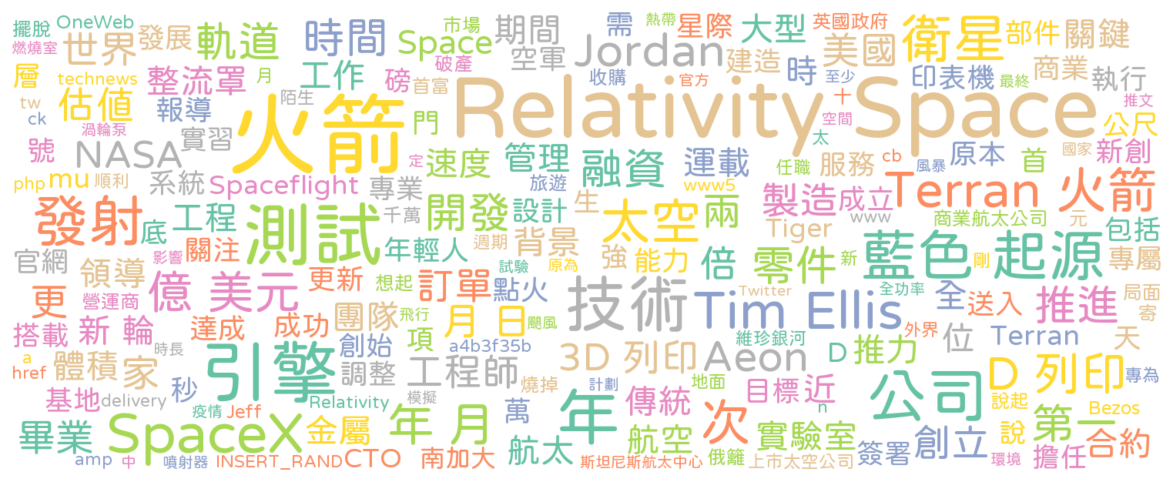 擺脫 OneWeb 世界 發展 軌道 時間 市場 期間 需 星際 大型 英國政府 衛星 部件 關鍵
燃燒室 Space 空軍 Jordan 熱帶 建造 美國
層 technews 月 整流罩 工作 磅 破產 首富 收購 官方 時 至少 印表機 商業 最終 執行
tw 估值 報導 陌生 門 Relativity Space 十 推文
ck 渦輪泵 實習 火箭 空間 公尺
號 NASA 定 速度 管理 融資 運載 太 服務 cb 原本 首 國家 新創
php mu 順利 系統 Spaceflight 專業 旅遊 www5 任職 風暴
發射 千萬 開發 設計 生 太空 兩 製造 成立 Terran 火箭
底 工程 測試 www 商業航太公司 元 包括
官網 影響 關注 年輕人 週期 背景 強 能力 倍 Tiger 零件 新 藍色 起源 剛 專屬
領導 更新 想起 訂單 試驗 原為 Twitter 全功率 局面
更 營運商 億 美元 點火 飛行 颶風 技術 Tim Ellis 全 送入 推進 寄
搭載 新 輪 達成 成功 團隊 項 月 日 維珍銀河 外界 Terran 天
a 時長 創始 a4b3f35b 3D 列印 Aeon D 推力 位
href 體積 家 引擎 調整 工程師 燒掉 地面 D 列印 專為
基地 delivery 秒 Relativity 模擬 計劃 目標 近 公司 說起
疫情 Jeff 萬 年 傳統 次 n Bezos
畢業 SpaceX 金屬 年 月 航太 航空 實驗室 簽署 創立 說 第一
amp 中 噴射器 INSERT_RAND CTO 南加大 斯坦尼斯航太中心 俄籬 上市太空公司 環境 擔任 合約